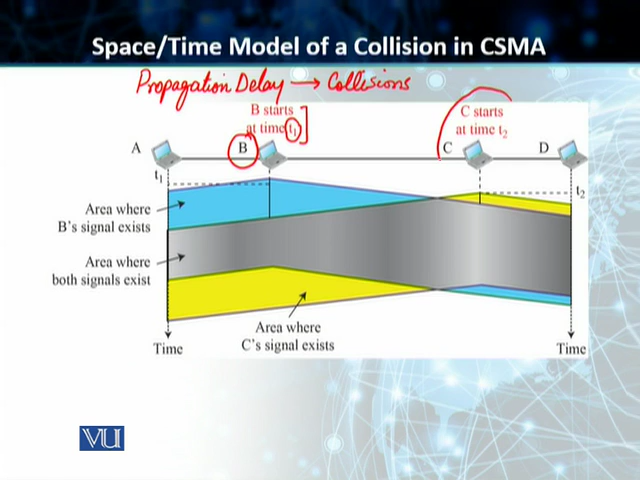 Space/Time Model of a Collision in CSMA
Propagation Delay → Collisions
B starts
at time t₁
C starts
at time t₂
A
B
C
D
t₁
t₂
Area where
B's signal exists
Area where
both signals exist
Area where
C's signal exists
Time
Time
VU